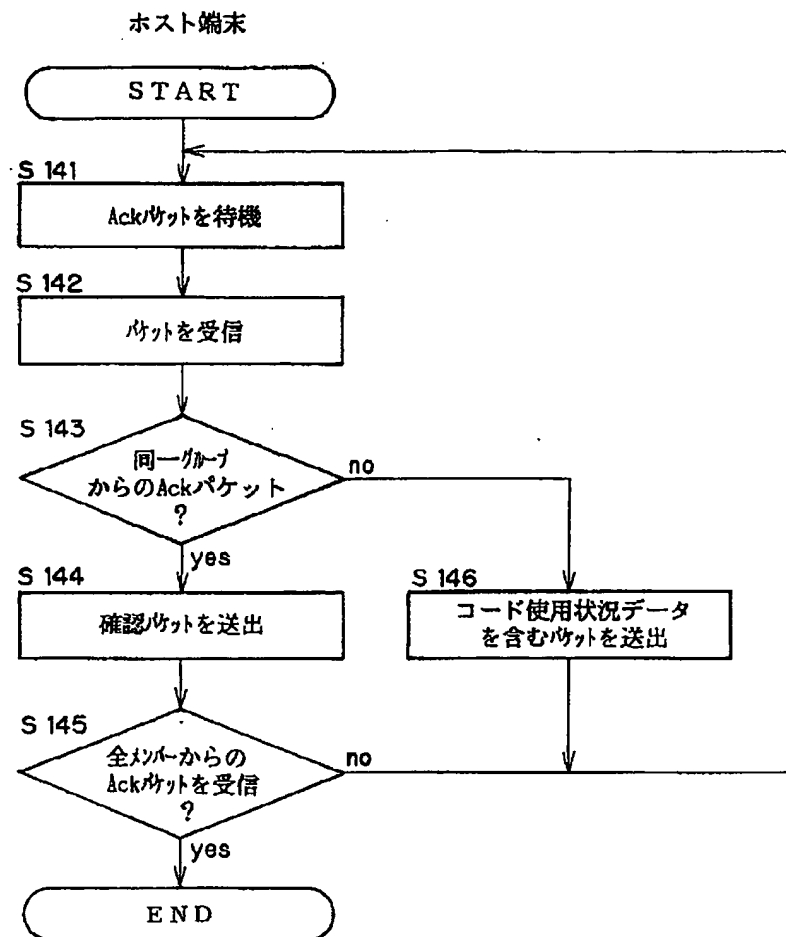 ホスト端末
START
S 141
Ackパケットを待機
S 142
パケットを受信
S 143
同一グループ
からのAckパケット
?
no
yes
S 144
確認パケットを送出
S 146
コード使用状況データ
を含むパケットを送出
S 145
全メンバーからの
Ackパケットを受信
?
no
yes
END